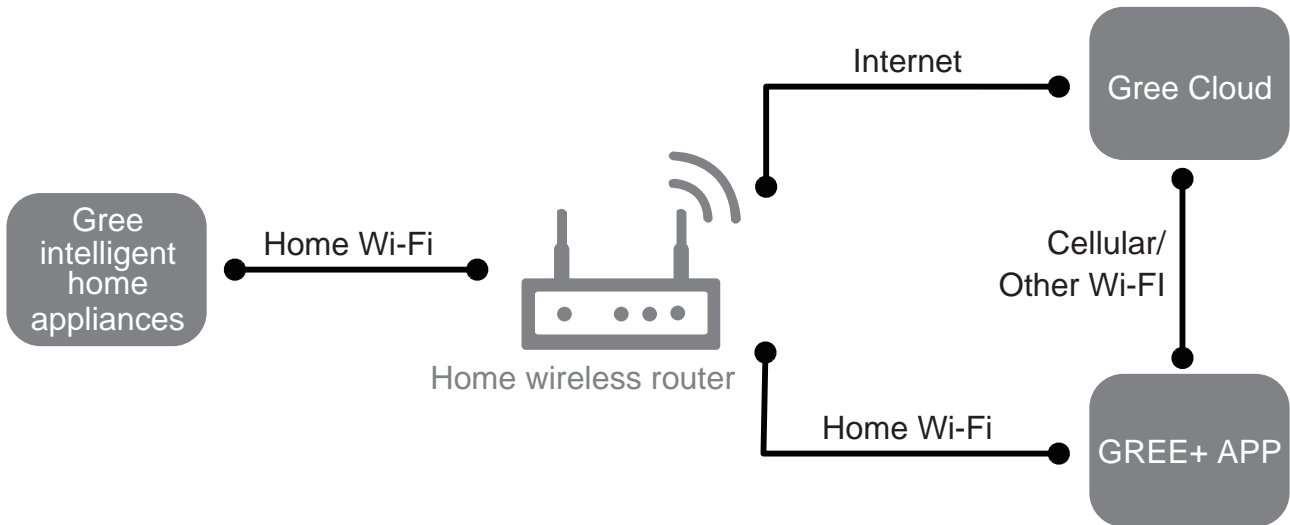 Internet
Gree Cloud
Gree
intelligent
home
appliances
Home Wi-Fi
Cellular/
Other Wi-FI
Home wireless router
Home Wi-Fi
GREE+ APP